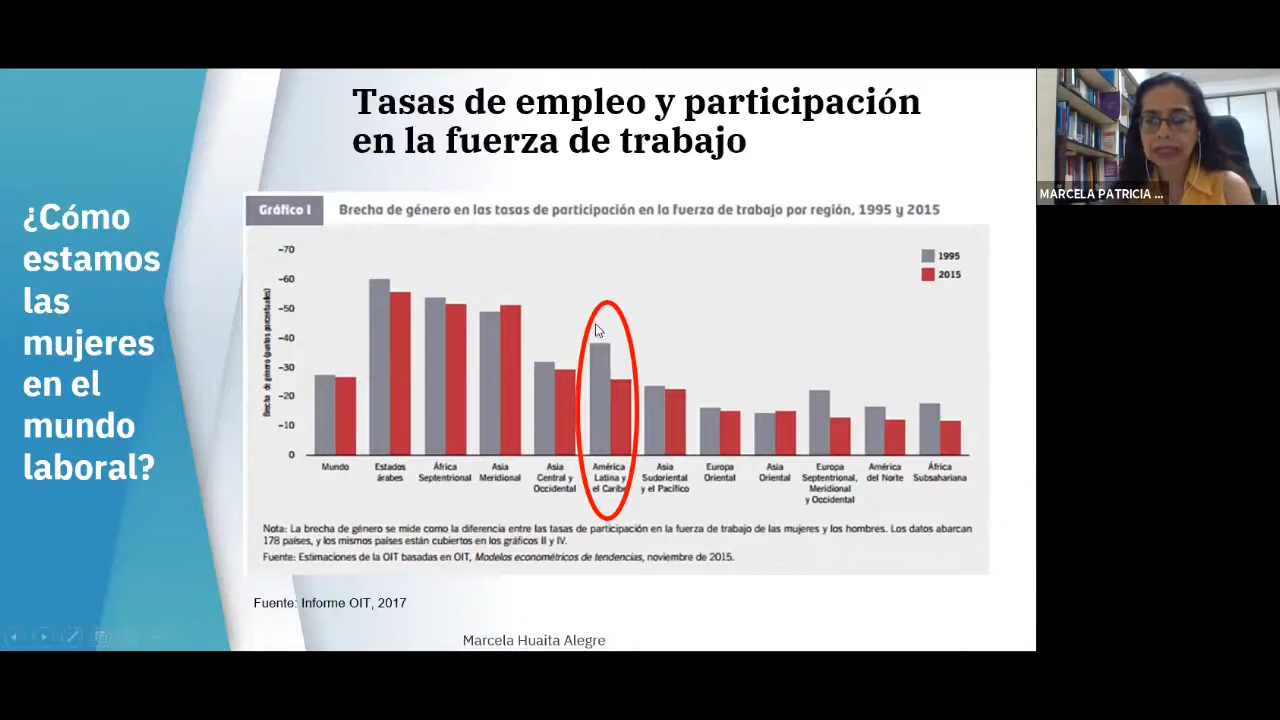 Tasas de empleo y participación
en la fuerza de trabajo
MARCELA PATRICIA ...
¿Cómo
estamos
las
mujeres
en el
mundo
laboral?
Gráfico I
Brecha de género en las tasas de participación en la fuerza de trabajo por región, 1995 y 2015
Brecha de género (puntos porcentuales)
–70
–60
–50
–40
–30
–20
–10
0
1995
2015
Mundo
Estados
árabes
África
Septentrional
Asia
Meridional
Asia
Central y
Occidental
América
Latina y
el Caribe
Asia
Sudoriental
y el Pacífico
Europa
Oriental
Asia
Oriental
Europa
Septentrional,
Meridional
y Occidental
América
del Norte
África
Subsahariana
Nota: La brecha de género se mide como la diferencia entre las tasas de participación en la fuerza de trabajo de las mujeres y los hombres. Los datos abarcan
178 países, y los mismos países están cubiertos en los gráficos II y IV.
Fuente: Estimaciones de la OIT basadas en OIT, Modelos econométricos de tendencias, noviembre de 2015.
Fuente: Informe OIT, 2017
Marcela Huaita Alegre